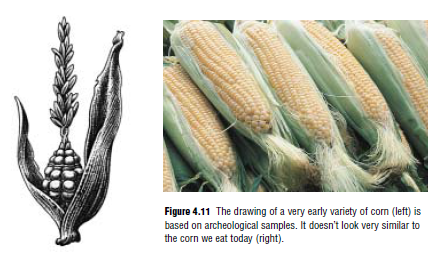 Figure 4.11 The drawing of a very early variety of corn (left) is
based on archeological samples. It doesn't look very similar to
the corn we eat today (right).